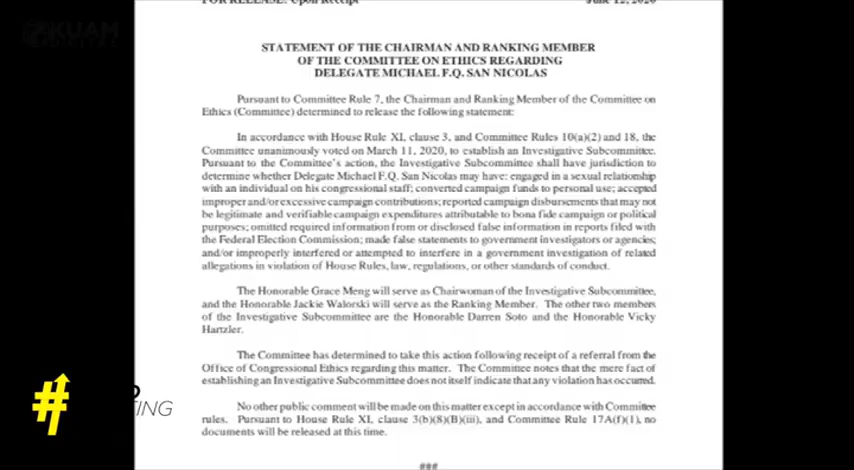 KUAM
DIGITAL
FOR RELEASE: Upon Receipt June 12, 2020
STATEMENT OF THE CHAIRMAN AND RANKING MEMBER
OF THE COMMITTEE ON ETHICS REGARDING
DELEGATE MICHAEL F.Q. SAN NICOLAS
Pursuant to Committee Rule 7, the Chairman and Ranking Member of the Committee on
Ethics (Committee) determined to release the following statement:
In accordance with House Rule XI, clause 3, and Committee Rules 10(a)(2) and 18, the
Committee unanimously voted on March 11, 2020, to establish an Investigative Subcommittee.
Pursuant to the Committee's action, the Investigative Subcommittee shall have jurisdiction to
determine whether Delegate Michael F.Q. San Nicolas may have: engaged in a sexual relationship
with an individual on his congressional staff; converted campaign funds to personal use; accepted
improper and/or excessive campaign contributions; reported campaign disbursements that may not
be legitimate and verifiable campaign expenditures attributable to bona fide campaign or political
purposes; omitted required information from or disclosed false information in reports filed with
the Federal Election Commission; made false statements to government investigators or agencies;
and/or improperly interfered or attempted to interfere in a government investigation of related
allegations in violation of House Rules, law, regulations, or other standards of conduct.
The Honorable Grace Meng will serve as Chairwoman of the Investigative Subcommittee,
and the Honorable Jackie Walorski will serve as the Ranking Member. The other two members
of the Investigative Subcommittee are the Honorable Darren Soto and the Honorable Vicky
Hartzler.
The Committee has determined to take this action following receipt of a referral from the
Office of Congressional Ethics regarding this matter. The Committee notes that the mere fact of
establishing an Investigative Subcommittee does not itself indicate that any violation has occurred.
No other public comment will be made on this matter except in accordance with Committee
rules. Pursuant to House Rule XI, clause 3(b)(8)(B)(iii), and Committee Rule 17A(f)(1), no
documents will be released at this time.
###
#